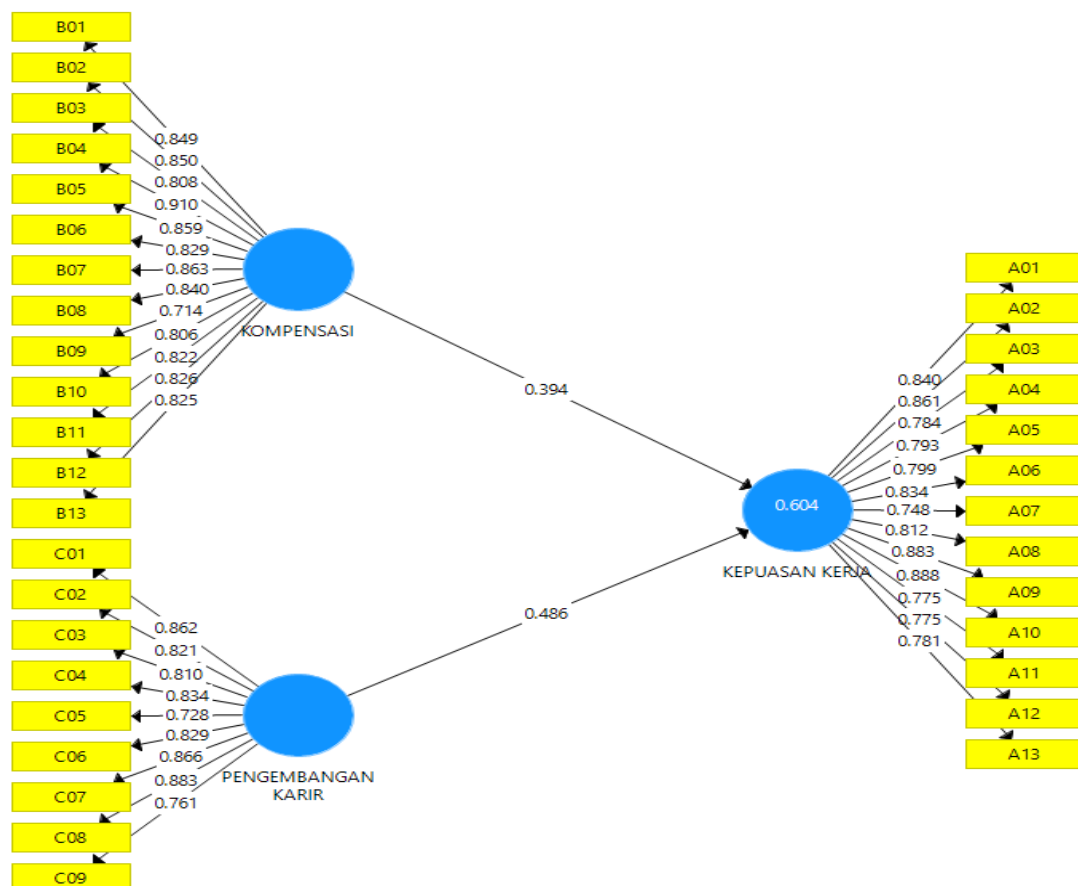 B01
B02
B03
B04
B05
B06
B07
B08
B09
B10
B11
B12
B13
0.849
0.850
0.808
0.910
0.859
0.829
0.863
0.840
0.714
0.806
0.822
0.826
0.825
KOMPENSASI
0.394
C01
C02
C03
C04
C05
C06
C07
C08
C09
0.862
0.821
0.810
0.834
0.728
0.829
0.866
0.883
0.761
PENGEMBANGAN
KARIR
0.486
0.604
KEPUASAN KERJA
0.840
0.861
0.784
0.793
0.799
0.834
0.748
0.812
0.883
0.888
0.775
0.775
0.781
A01
A02
A03
A04
A05
A06
A07
A08
A09
A10
A11
A12
A13